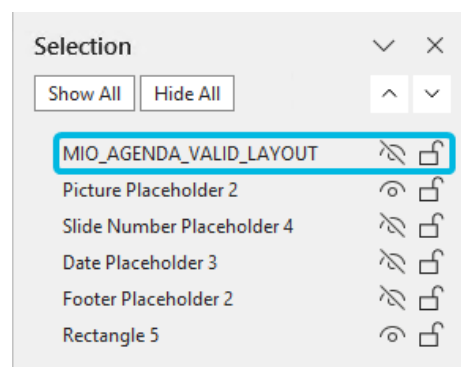 Selection
Show All Hide All
MIO_AGENDA_VALID_LAYOUT
Picture Placeholder 2
Slide Number Placeholder 4
Date Placeholder 3
Footer Placeholder 2
Rectangle 5